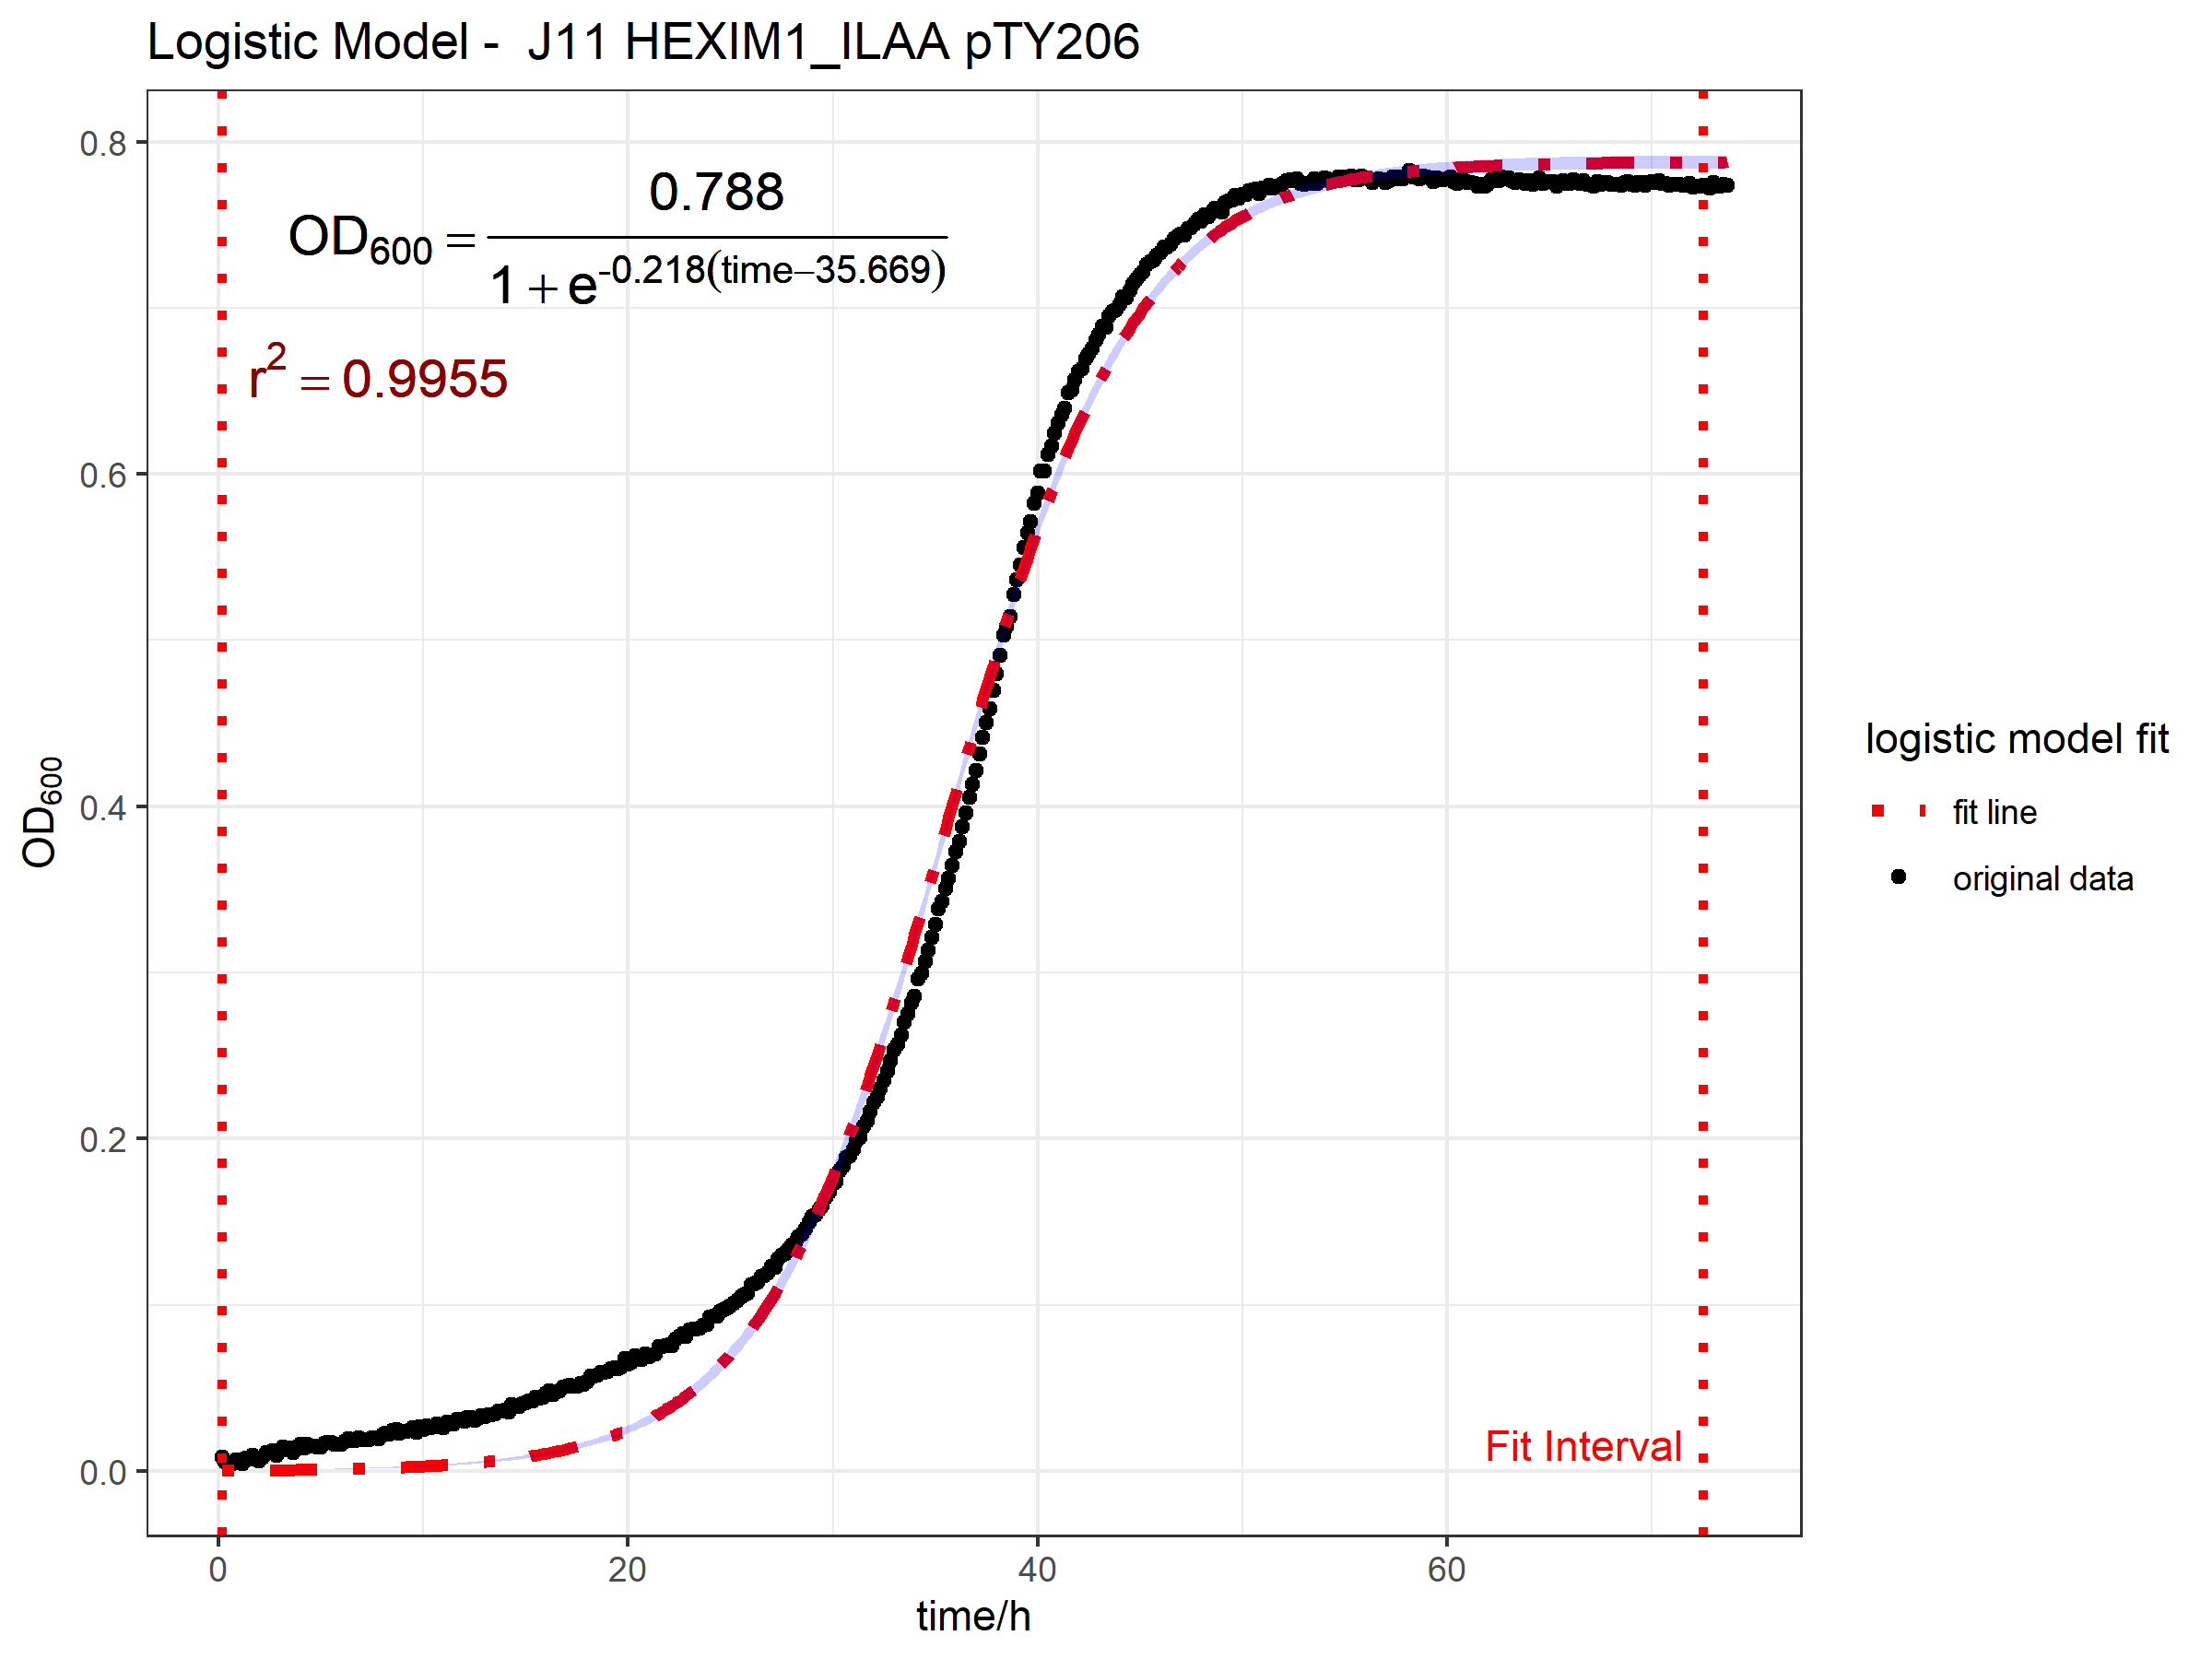 Logistic Model -  J11 HEXIM1_ILAA pTY206
0.8
0.6
0.4
0.2
0.0
OD₆₀₀
OD₆₀₀ = 0.788 / (1 + e^(-0.218(time−35.669)))
r² = 0.9955
Fit Interval
0 20 40 60
time/h
logistic model fit
fit line
original data